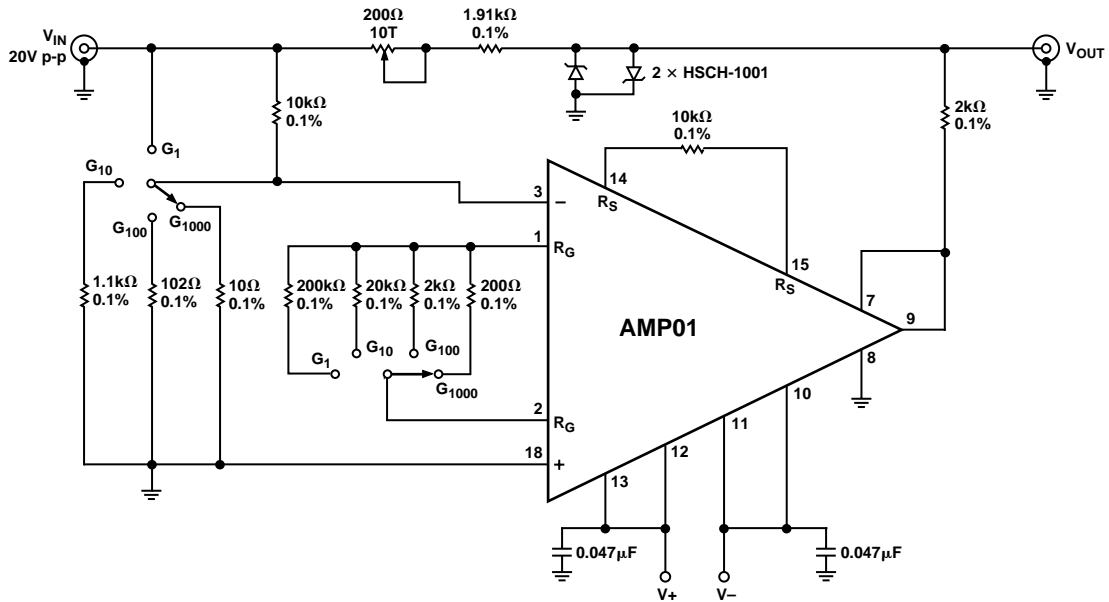 V_IN
20V p-p
200Ω
10T
1.91kΩ
0.1%
V_OUT
2 × HSCH-1001
10kΩ
0.1%
2kΩ
0.1%
10kΩ
0.1%
G_1
G_10
G_100
G_1000
1.1kΩ
0.1%
102Ω
0.1%
10Ω
0.1%
200kΩ
0.1%
20kΩ
0.1%
2kΩ
0.1%
200Ω
0.1%
G_1
G_10
G_100
G_1000
3
−
1
R_G
2
R_G
18
+
14
R_S
15
R_S
AMP01
7
9
8
10
11
12
13
0.047µF
0.047µF
V+
V−